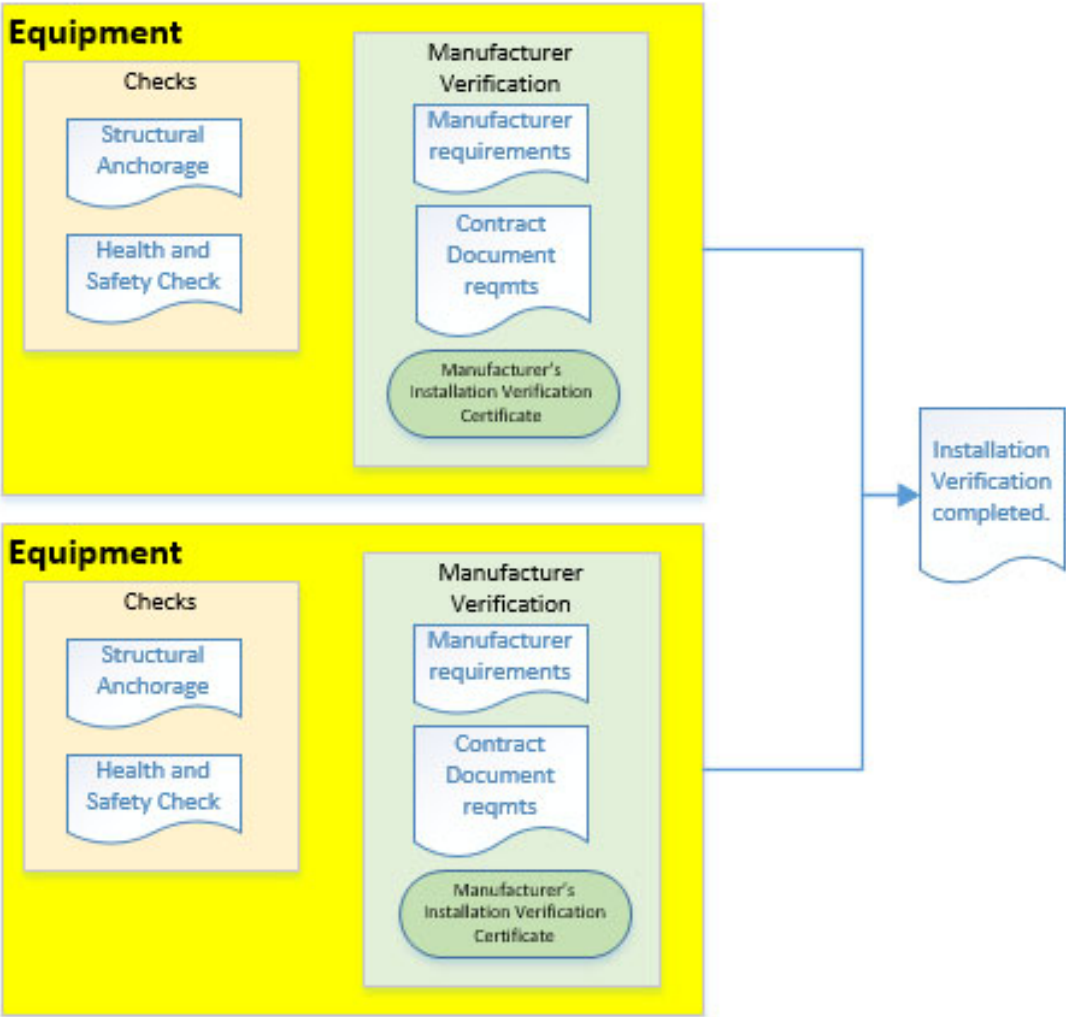 Equipment
Checks
Structural
Anchorage
Health and
Safety Check
Manufacturer
Verification
Manufacturer
requirements
Contract
Document
reqmts
Manufacturer's
Installation Verification
Certificate
Equipment
Checks
Structural
Anchorage
Health and
Safety Check
Manufacturer
Verification
Manufacturer
requirements
Contract
Document
reqmts
Manufacturer's
Installation Verification
Certificate
Installation
Verification
completed.